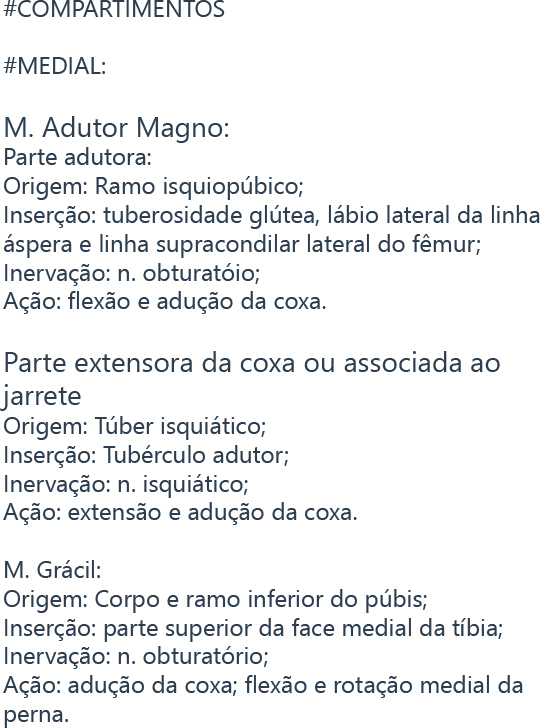 #COMPARTIMENTOS
#MEDIAL:
M. Adutor Magno:
Parte adutora:
Origem: Ramo isquiopúbico;
Inserção: tuberosidade glútea, lábio lateral da linha
áspera e linha supracondilar lateral do fêmur;
Inervação: n. obturatóio;
Ação: flexão e adução da coxa.
Parte extensora da coxa ou associada ao
jarrete
Origem: Túber isquiático;
Inserção: Tubérculo adutor;
Inervação: n. isquiático;
Ação: extensão e adução da coxa.
M. Grácil:
Origem: Corpo e ramo inferior do púbis;
Inserção: parte superior da face medial da tíbia;
Inervação: n. obturatório;
Ação: adução da coxa; flexão e rotação medial da
perna.